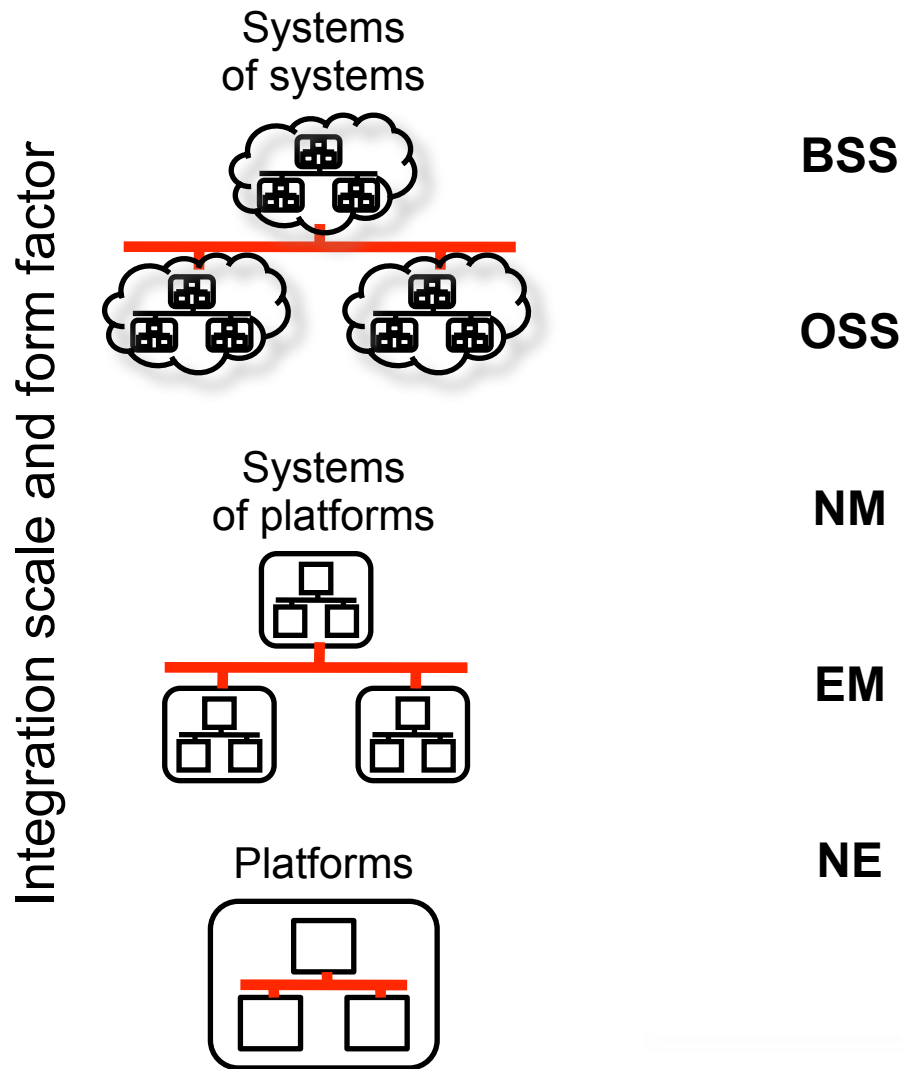 Integration scale and form factor
Systems
of systems
BSS
OSS
Systems
of platforms
NM
EM
Platforms
NE